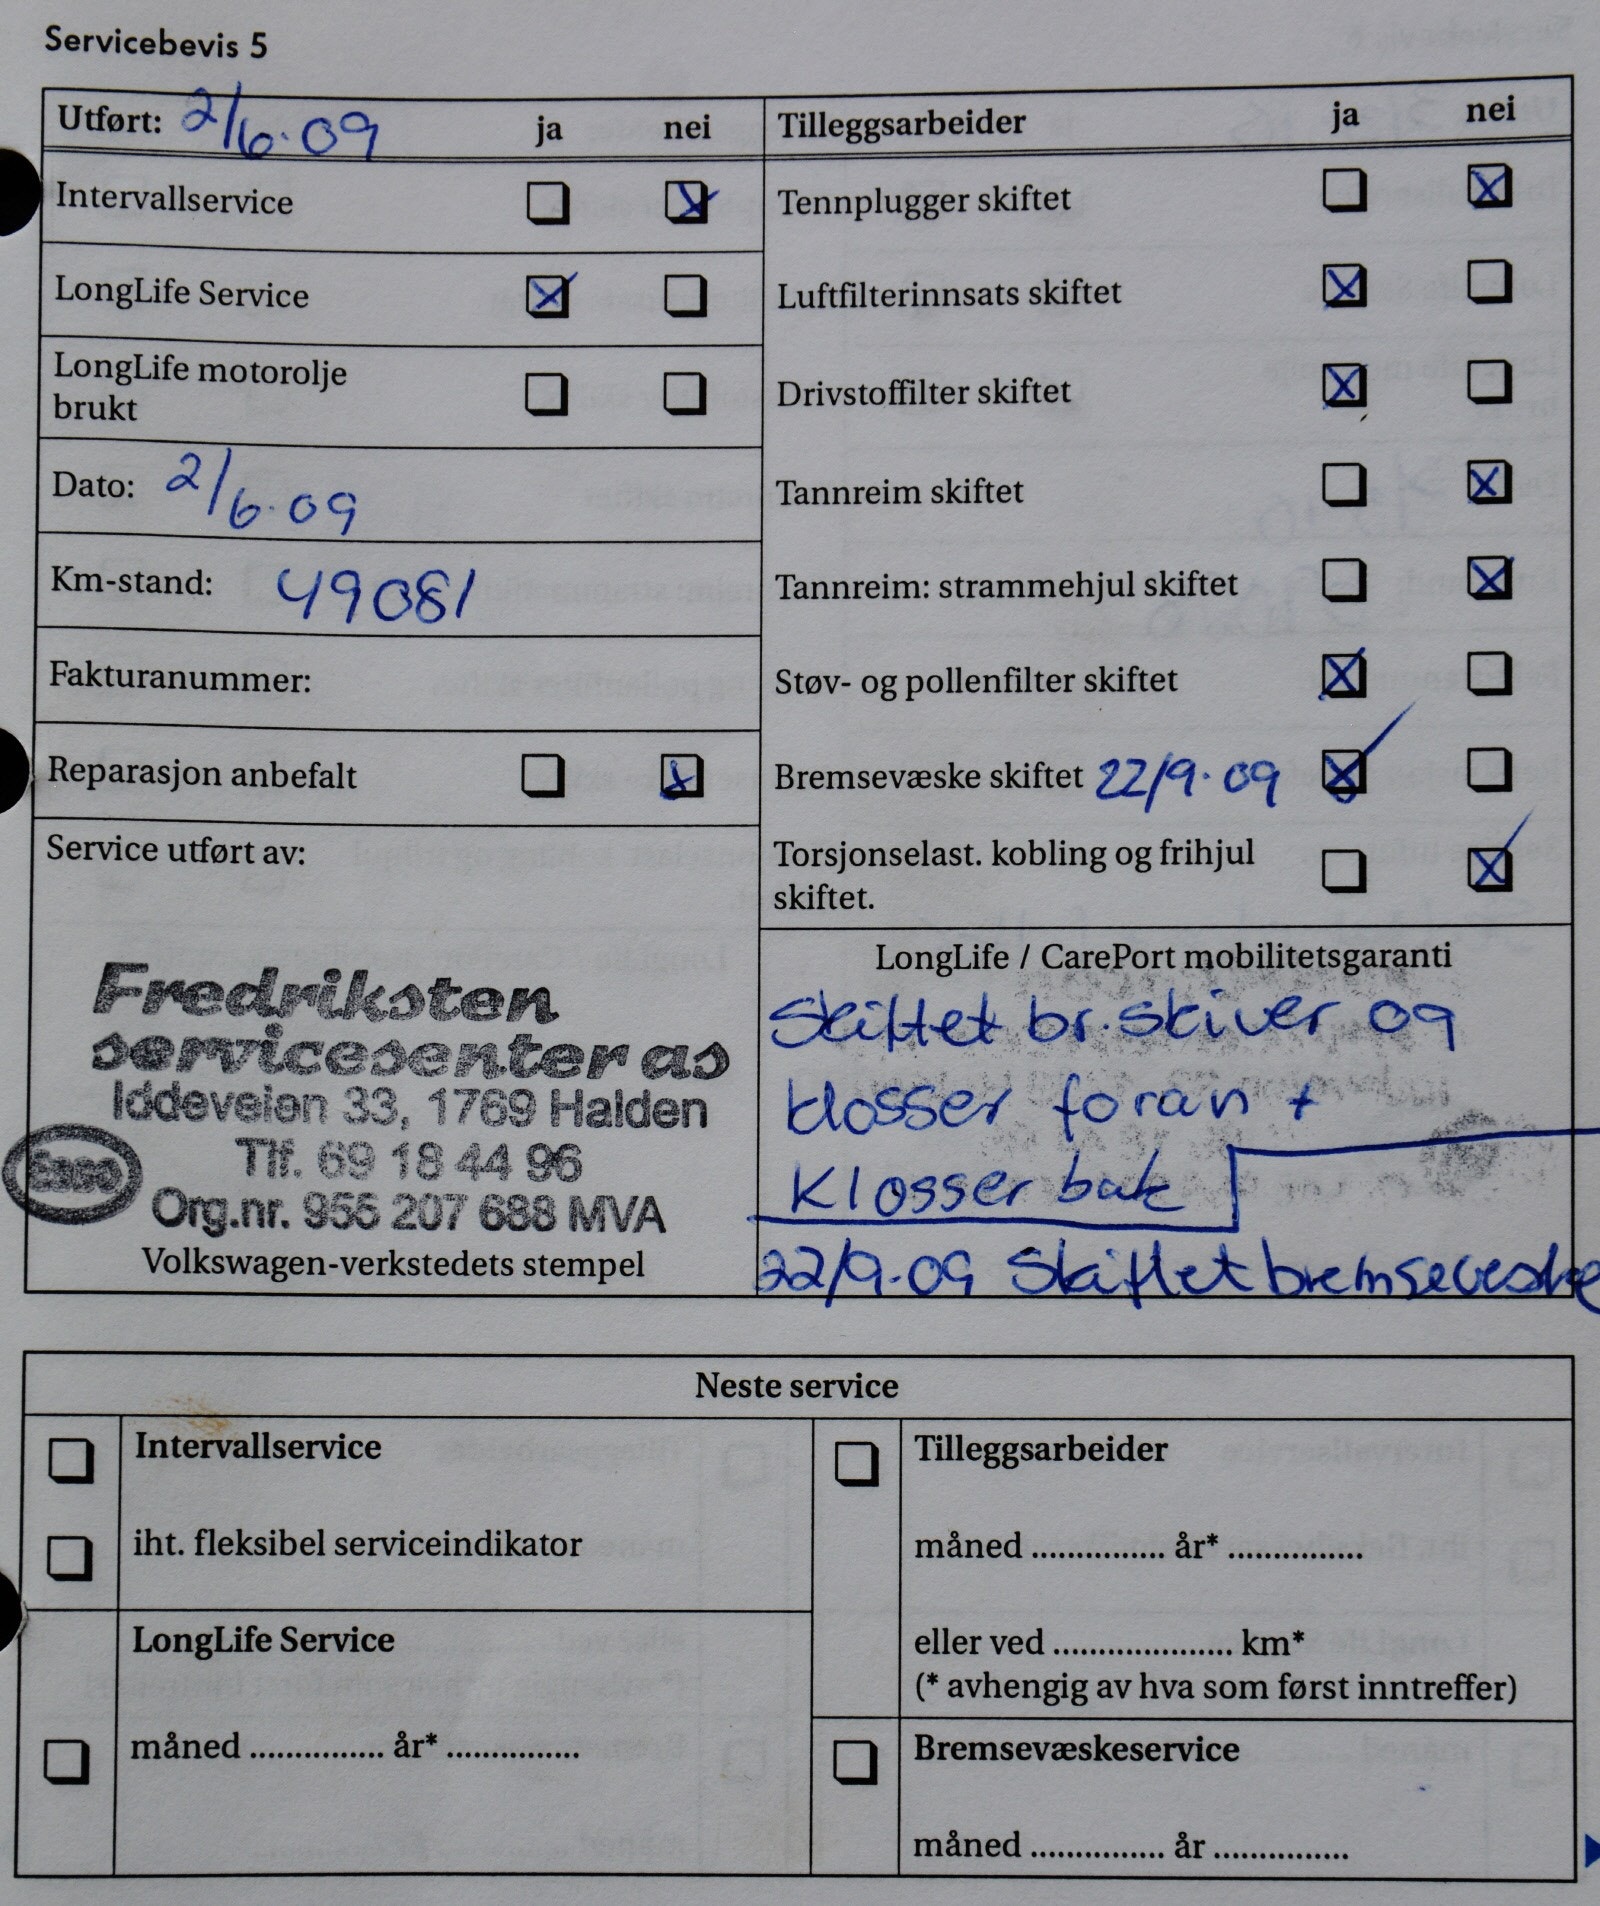 Servicebevis 5
Utført: 2/6.09 ja nei
Intervallservice
LongLife Service
LongLife motorolje
brukt
Dato: 2/6.09
Km-stand: 49081
Fakturanummer:
Reparasjon anbefalt
Service utført av:
Fredriksten
servicesenter as
Iddeveien 33, 1769 Halden
Tlf. 69 18 44 96
Esso
Org.nr. 955 207 688 MVA
Volkswagen-verkstedets stempel
Tilleggsarbeider ja nei
Tennplugger skiftet
Luftfilterinnsats skiftet
Drivstoffilter skiftet
Tannreim skiftet
Tannreim: strammehjul skiftet
Støv- og pollenfilter skiftet
Bremsevæske skiftet 22/9.09
Torsjonselast. kobling og frihjul
skiftet.
LongLife / CarePort mobilitetsgaranti
Skiftet br.skiver og
klosser foran +
Klosser bak
22/9.09 Skiftet bremseveske
Neste service
Intervallservice
iht. fleksibel serviceindikator
LongLife Service
måned ............... år* ...............
Tilleggsarbeider
måned ............... år* ...............
eller ved .................... km*
(* avhengig av hva som først inntreffer)
Bremsevæskeservice
måned ............... år ...............